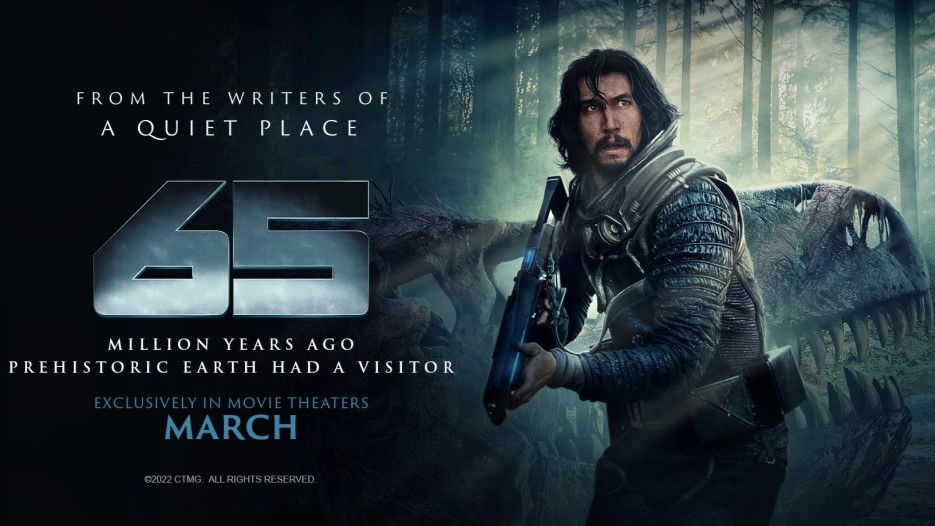 FROM THE WRITERS OF
A QUIET PLACE
65
MILLION YEARS AGO
PREHISTORIC EARTH HAD A VISITOR
EXCLUSIVELY IN MOVIE THEATERS
MARCH
©2022 CTMG. ALL RIGHTS RESERVED.